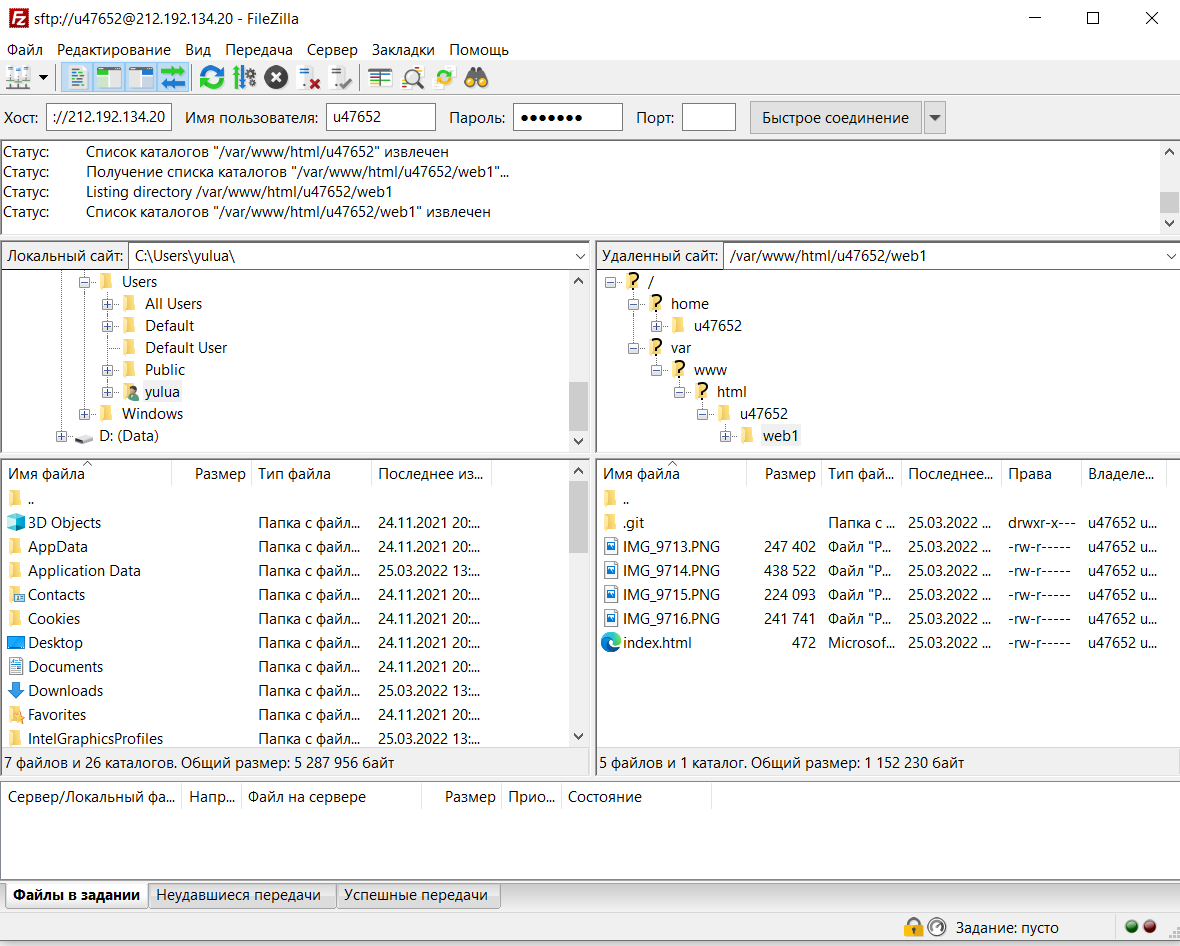 sftp://u47652@212.192.134.20 - FileZilla
Файл Редактирование Вид Передача Сервер Закладки Помощь
Хост: ://212.192.134.20 Имя пользователя: u47652 Пароль: ●●●●●●● Порт: Быстрое соединение
Статус: Список каталогов "/var/www/html/u47652" извлечен
Статус: Получение списка каталогов "/var/www/html/u47652/web1"...
Статус: Listing directory /var/www/html/u47652/web1
Статус: Список каталогов "/var/www/html/u47652/web1" извлечен
Локальный сайт: C:\Users\yulua\
Users
All Users
Default
Default User
Public
yulua
Windows
D: (Data)
Имя файла Размер Тип файла Последнее из...
..
3D Objects Папка с файл... 24.11.2021 20:...
AppData Папка с файл... 24.11.2021 20:...
Application Data Папка с файл... 25.03.2022 13:...
Contacts Папка с файл... 24.11.2021 20:...
Cookies Папка с файл... 24.11.2021 20:...
Desktop Папка с файл... 24.11.2021 20:...
Documents Папка с файл... 24.11.2021 20:...
Downloads Папка с файл... 25.03.2022 13:...
Favorites Папка с файл... 24.11.2021 20:...
IntelGraphicsProfiles Папка с файл... 25.03.2022 13:...
7 файлов и 26 каталогов. Общий размер: 5 287 956 байт
Удаленный сайт: /var/www/html/u47652/web1
/
home
u47652
var
www
html
u47652
web1
Имя файла Размер Тип фай... Последнее... Права Владеле...
..
.git Папка с ... 25.03.2022 ... drwxr-x--- u47652 u...
IMG_9713.PNG 247 402 Файл "P... 25.03.2022 ... -rw-r----- u47652 u...
IMG_9714.PNG 438 522 Файл "P... 25.03.2022 ... -rw-r----- u47652 u...
IMG_9715.PNG 224 093 Файл "P... 25.03.2022 ... -rw-r----- u47652 u...
IMG_9716.PNG 241 741 Файл "P... 25.03.2022 ... -rw-r----- u47652 u...
index.html 472 Microsof... 25.03.2022 ... -rw-r----- u47652 u...
5 файлов и 1 каталог. Общий размер: 1 152 230 байт
Сервер/Локальный фа... Напр... Файл на сервере Размер Прио... Состояние
Файлы в задании Неудавшиеся передачи Успешные передачи
Задание: пусто